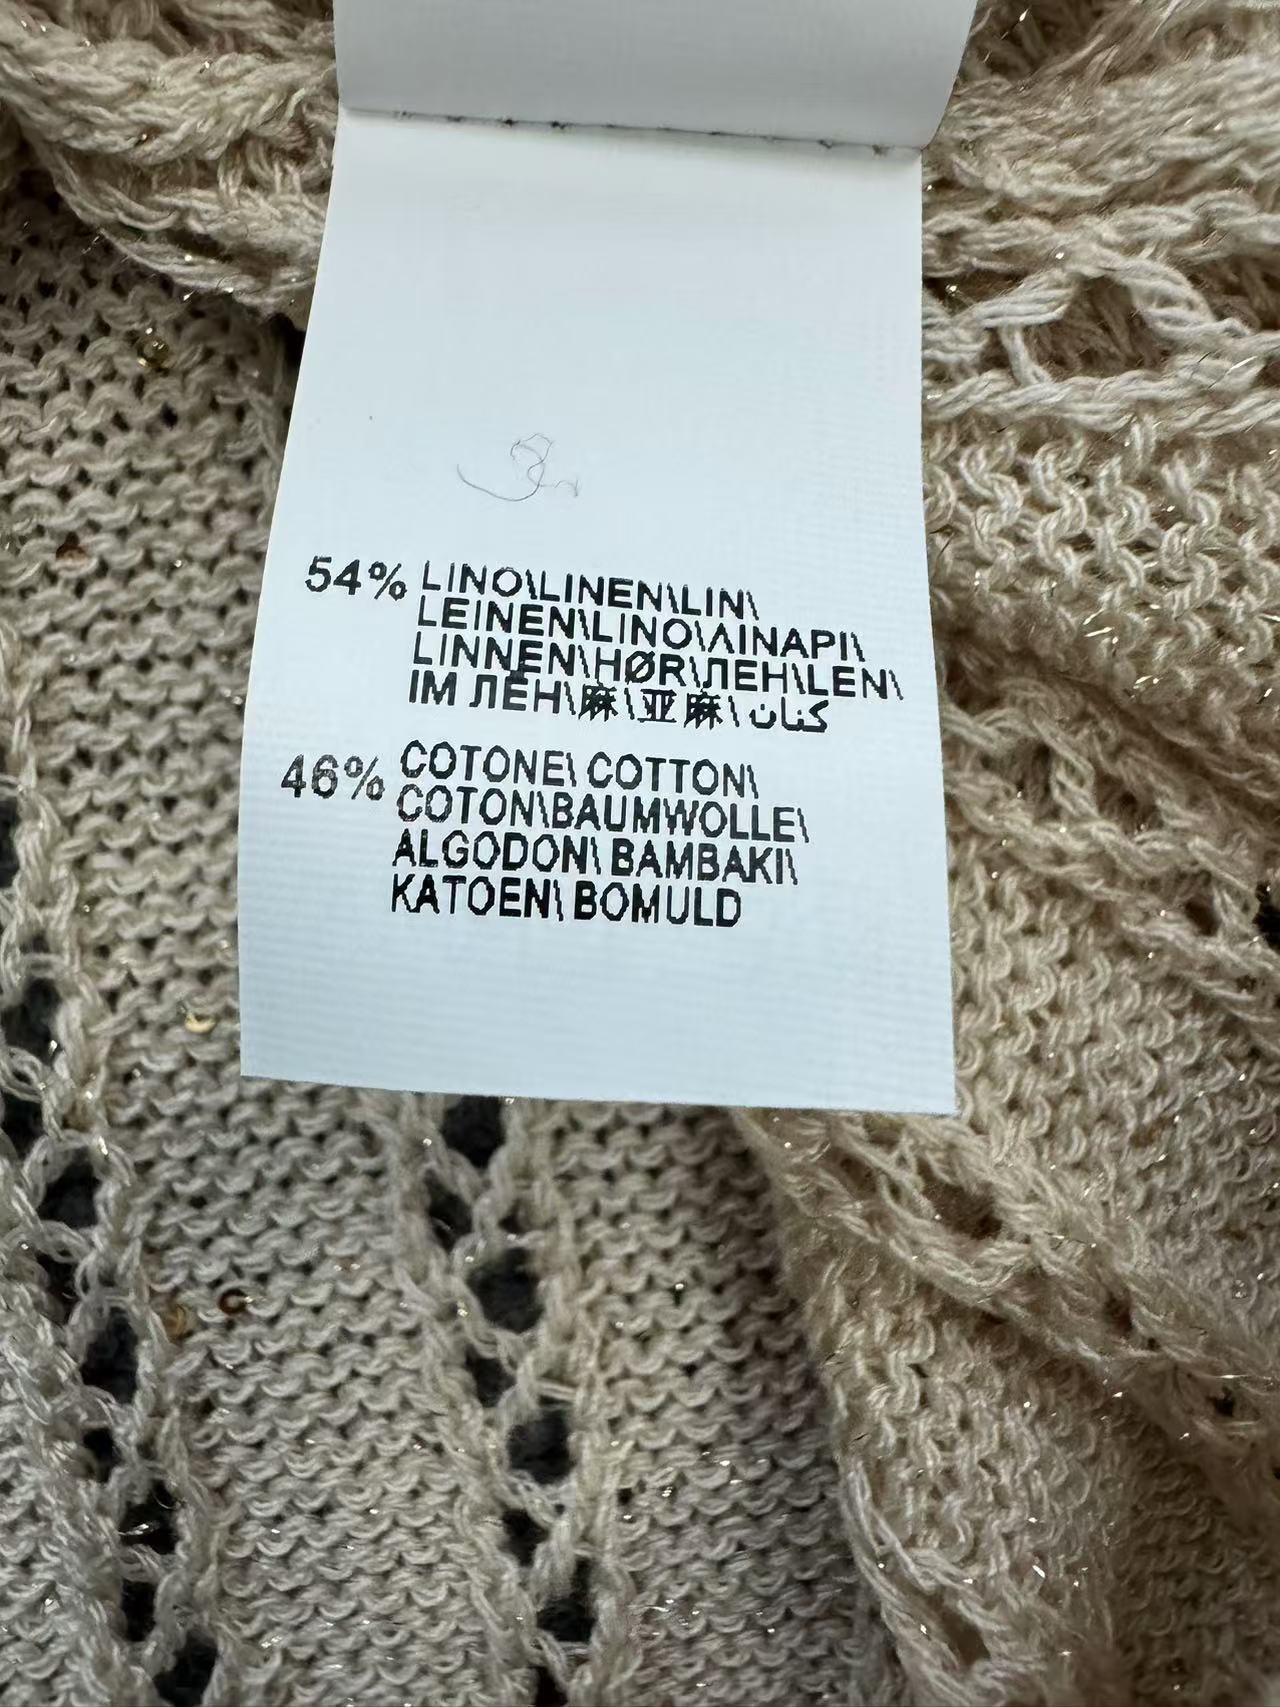 54% LINO\LINEN\LIN\
LEINEN\LINO\ΛINAPI\
LINNEN\HØR\ЛЕН\LEN\
IM ЛЕН\麻\亚麻\ كتان
46% COTONE\ COTTON\
COTON\BAUMWOLLE\
ALGODON\ BAMBAKI\
KATOEN\ BOMULD